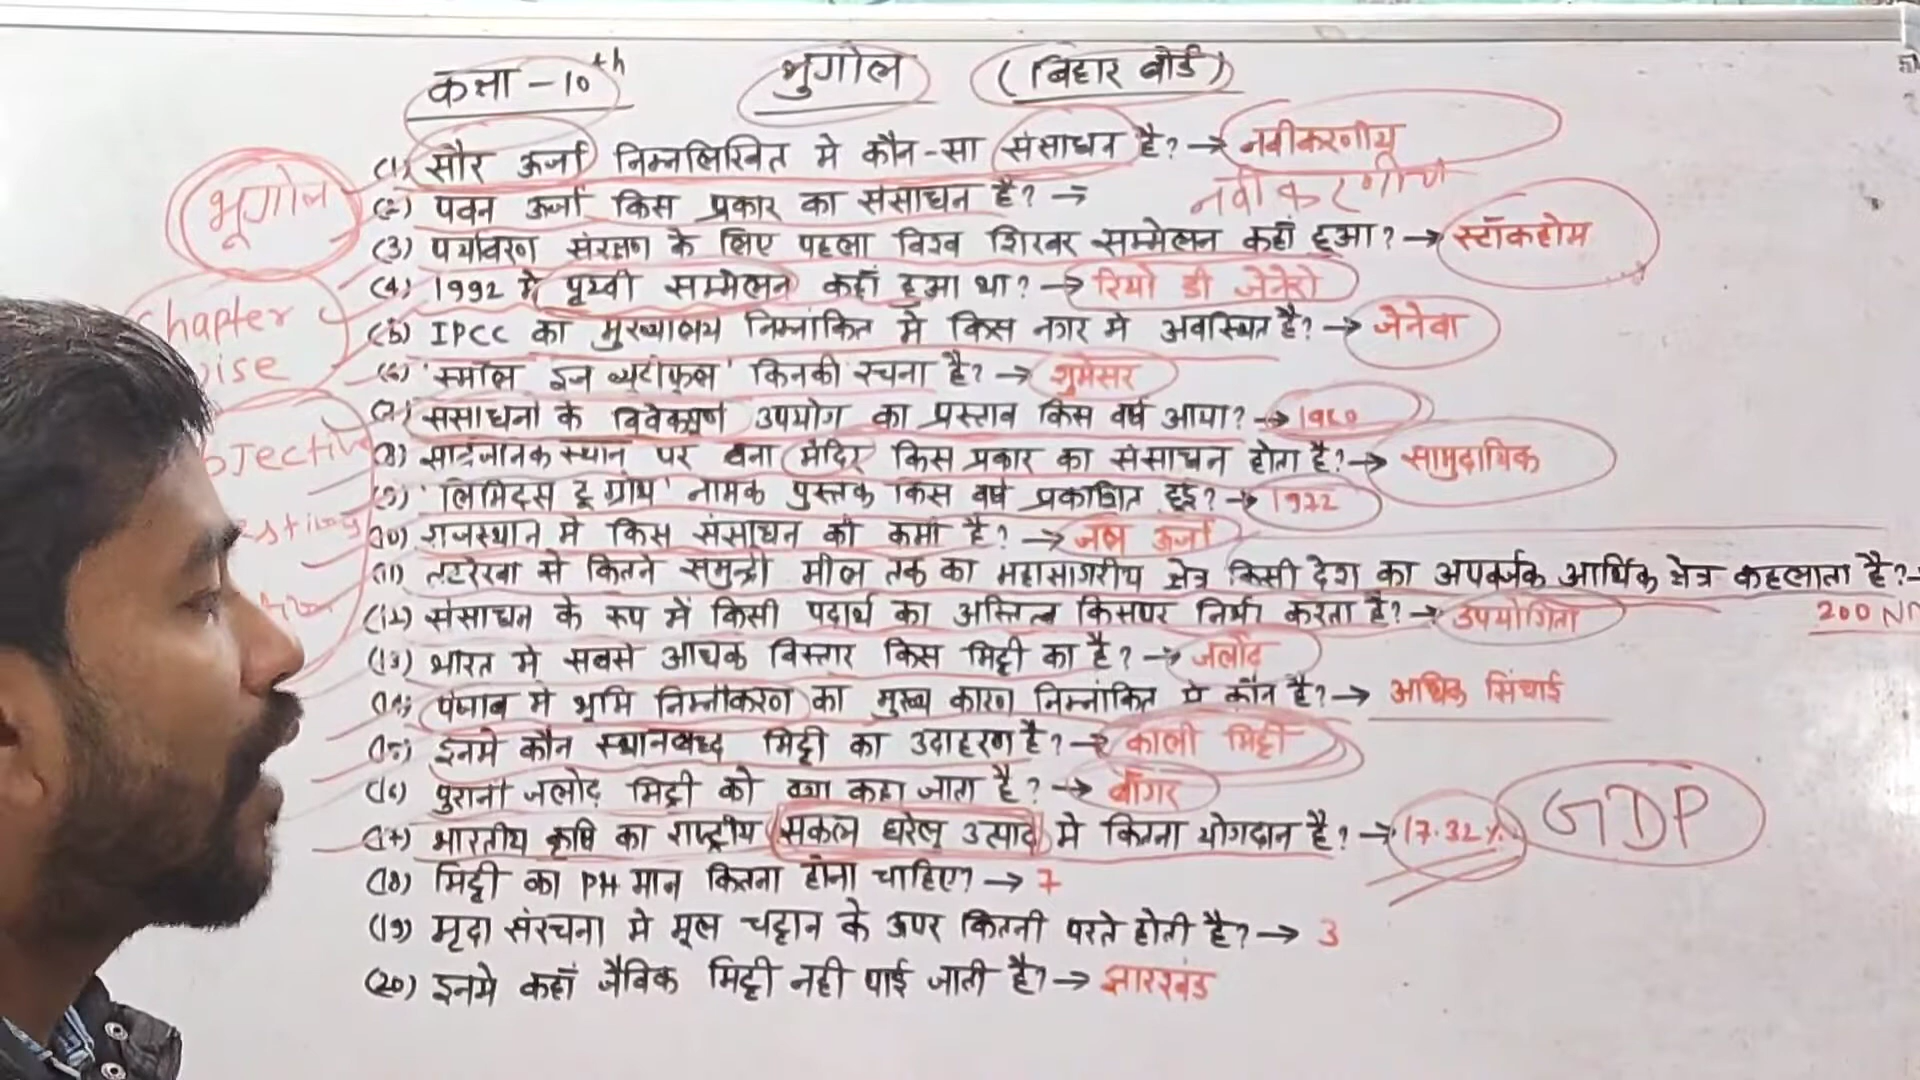 कक्षा - 10th भुगोल (बिहार बोर्ड)
(1) सौर ऊर्जा निम्नलिखित मे कौन-सा संसाधन है? → नवीकरणीय
(2) पवन ऊर्जा किस प्रकार का संसाधन है? → नवीकरणीय
(3) पर्यावरण संरक्षण के लिए पहला विश्व शिखर सम्मेलन कहाँ हुआ? → स्टॉकहोम
(4) 1992 मे पृथ्वी सम्मेलन कहाँ हुआ था? → रियो डी जेनेरो
(5) IPCC का मुख्यालय निम्नांकित मे किस नगर मे अवस्थित है? → जेनेवा
(6) 'स्मॉल इन ब्यूटीफुल' किनकी रचना है? → शुमेसर
(7) संसाधनो के विवेकपूर्ण उपयोग का प्रस्ताव किस वर्ष आया? →
(8) सार्वजनिक स्थान पर बना मंदिर किस प्रकार का संसाधन होता है? → सामुदायिक
(9) 'लिमिट्स टू ग्रोथ' नामक पुस्तक किस वर्ष प्रकाशित हुई? → 1972
(10) राजस्थान मे किस संसाधन की कमी है? → जल ऊर्जा
(11) तटरेखा से कितने समुन्द्री मील तक का महासागरीय क्षेत्र किसी देश का अपवर्जक आर्थिक क्षेत्र कहलाता है? →
200
(12) संसाधन के रूप में किसी पदार्थ का अस्तित्व किसपर निर्भर करता है? → उपयोगिता
(13) भारत मे सबसे अधिक विस्तार किस मिट्टी का है? → जलोढ़
(14) पंजाब मे भूमि निम्नीकरण का मुख्य कारण निम्नांकित मे कौन है? → अधिक सिंचाई
(15) इनमे कौन स्थानबध्द मिट्टी का उदाहरण है? → काली मिट्टी
(16) पुरानी जलोढ़ मिट्टी को क्या कहा जाता है? → बाँगर
(17) भारतीय कृषि का राष्ट्रीय सकल घरेलू उत्पाद मे कितना योगदान है? → 17.32% GDP
(18) मिट्टी का PH मान कितना होना चाहिए? → 7
(19) मृदा संरचना मे मूल चट्टान के ऊपर कितनी परते होती है? → 3
(20) इनमे कहाँ जैविक मिट्टी नही पाई जाती है? → झारखंड
भूगोल
Chapter